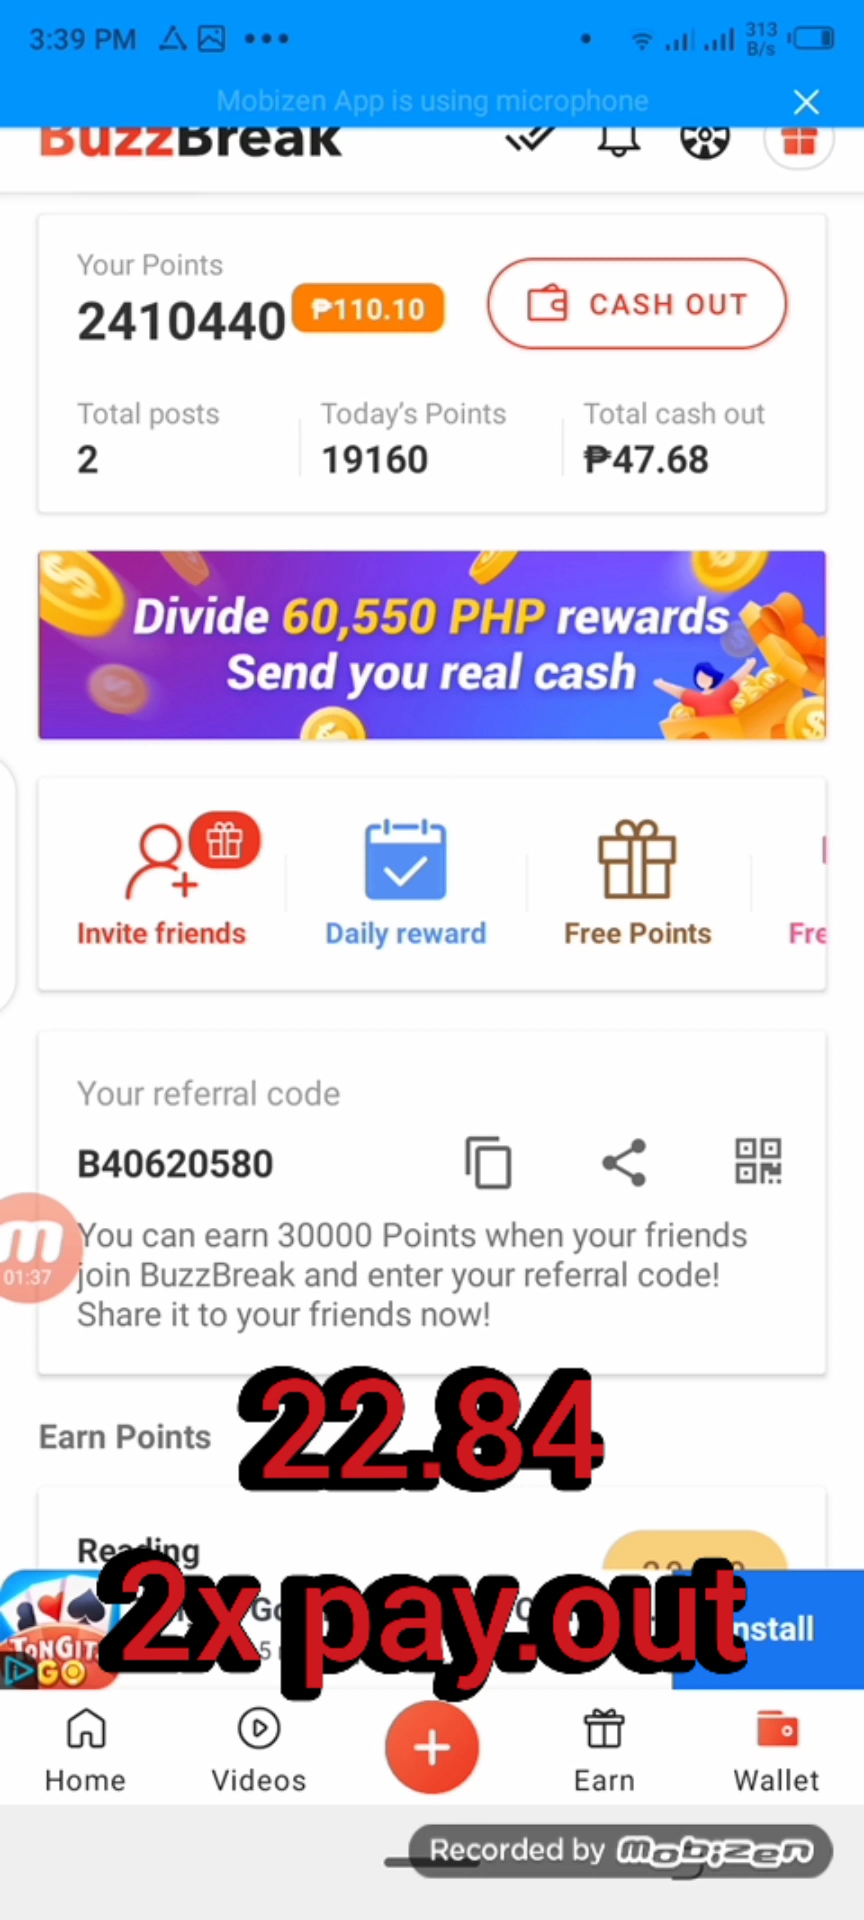 3:39 PM
313
B/s
Mobizen App is using microphone
BuzzBreak
Your Points
2410440
₱110.10
CASH OUT
Total posts
Today's Points
Total cash out
2
19160
₱47.68
Divide 60,550 PHP rewards
Send you real cash
Invite friends
Daily reward
Free Points
Fre
Your referral code
B40620580
You can earn 30000 Points when your friends
join BuzzBreak and enter your referral code!
Share it to your friends now!
01:37
22.84
Earn Points
Reading
2x pay.out
TONGIT
GO
nstall
Home
Videos
Earn
Wallet
Recorded by mobizen